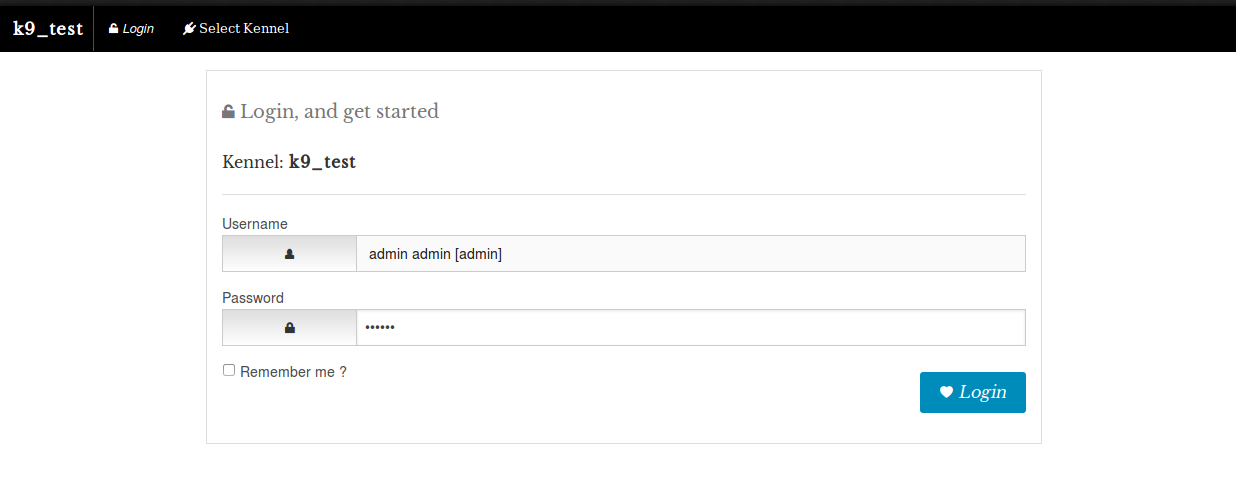 k9_test Login Select Kennel
Login, and get started
Kennel: k9_test
Username
admin admin [admin]
Password
••••••
Remember me ?
Login